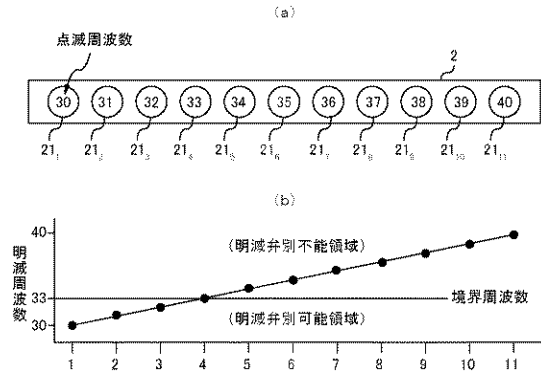 (a)
点滅周波数
2
30 31 32 33 34 35 36 37 38 39 40
21₁ 21₂ 21₃ 21₄ 21₅ 21₆ 21₇ 21₈ 21₉ 21₁₀ 21₁₁
(b)
明滅周波数
40
(明滅弁別不能領域)
33
境界周波数
(明滅弁別可能領域)
30
1 2 3 4 5 6 7 8 9 10 11